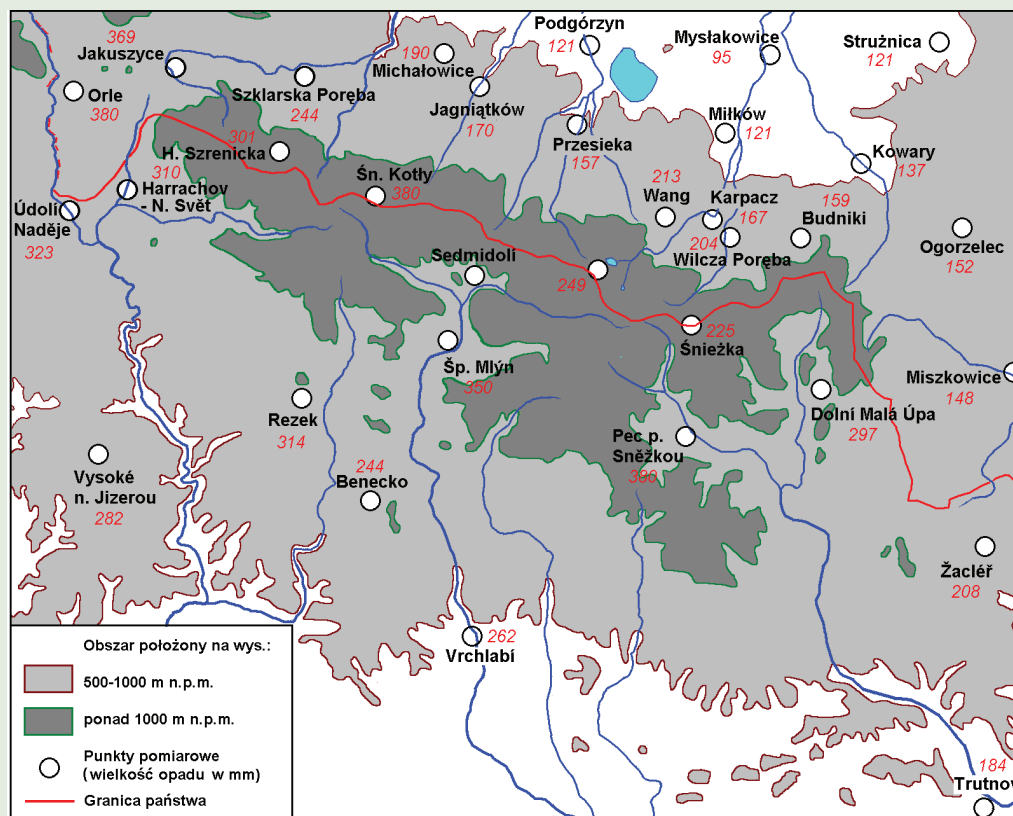 369
Jakuszyce
Orle
380
Szklarska Poręba
244
190
Michałowice
Jagniątków
170
Podgórzyn
121
Mysłakowice
95
Strużnica
121
Miłków
121
Przesieka
157
Kowary
137
301
H. Szrenicka
310
Harrachov
- N. Svět
Śn. Kotły
380
213
Wang
Karpacz
167
204
Wilcza Poręba
159
Budniki
Ogorzelec
152
Údolí
Naděje
323
Sedmidolí
249
225
Śnieżka
Šp. Mlýn
350
Rezek
314
Miszkowice
148
Dolní Malá Úpa
297
Pec p.
Sněžkou
Vysoké
n. Jizerou
282
244
Benecko
Žacléř
208
262
Vrchlabí
184
Trutnov
Obszar położony na wys.:
500-1000 m n.p.m.
ponad 1000 m n.p.m.
Punkty pomiarowe
(wielkość opadu w mm)
Granica państwa